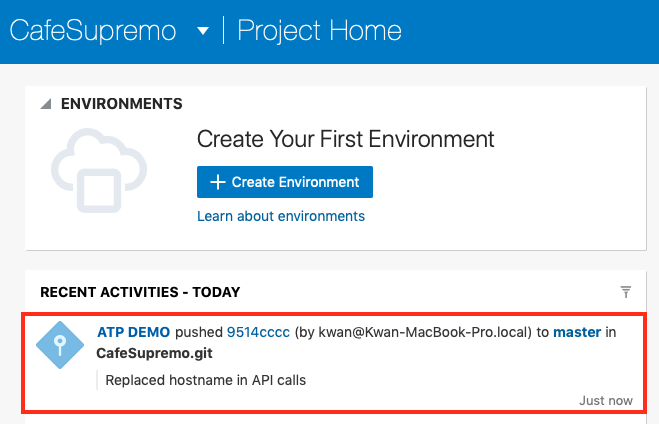 CafeSupremo | Project Home
ENVIRONMENTS
Create Your First Environment
+ Create Environment
Learn about environments
RECENT ACTIVITIES - TODAY
ATP DEMO pushed 9514cccc (by kwan@Kwan-MacBook-Pro.local) to master in
CafeSupremo.git
Replaced hostname in API calls
Just now